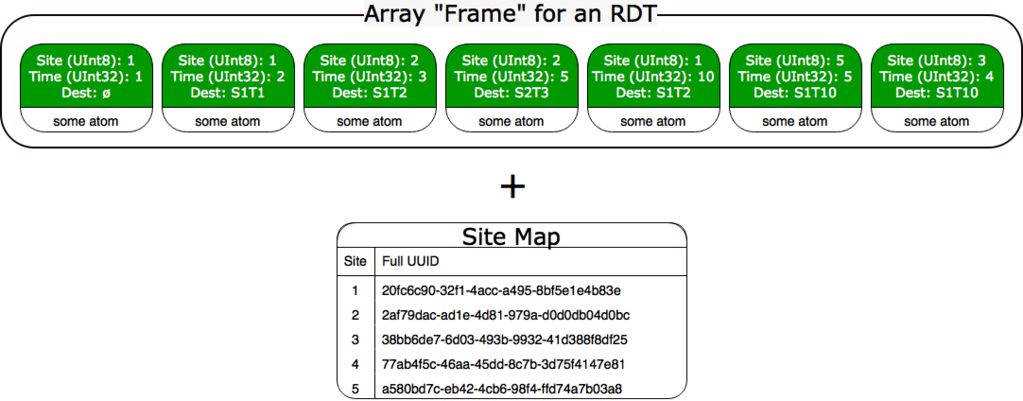 Array "Frame" for an RDT
Site (UInt8): 1
Time (UInt32): 1
Dest: ø
some atom
Site (UInt8): 1
Time (UInt32): 2
Dest: S1T1
some atom
Site (UInt8): 2
Time (UInt32): 3
Dest: S1T2
some atom
Site (UInt8): 2
Time (UInt32): 5
Dest: S2T3
some atom
Site (UInt8): 1
Time (UInt32): 10
Dest: S1T2
some atom
Site (UInt8): 5
Time (UInt32): 5
Dest: S1T10
some atom
Site (UInt8): 3
Time (UInt32): 4
Dest: S1T10
some atom
+
Site Map
Site Full UUID
1 20fc6c90-32f1-4acc-a495-8bf5e1e4b83e
2 2af79dac-ad1e-4d81-979a-d0d0db04d0bc
3 38bb6de7-6d03-493b-9932-41d388f8df25
4 77ab4f5c-46aa-45dd-8c7b-3d75f4147e81
5 a580bd7c-eb42-4cb6-98f4-ffd74a7b03a8